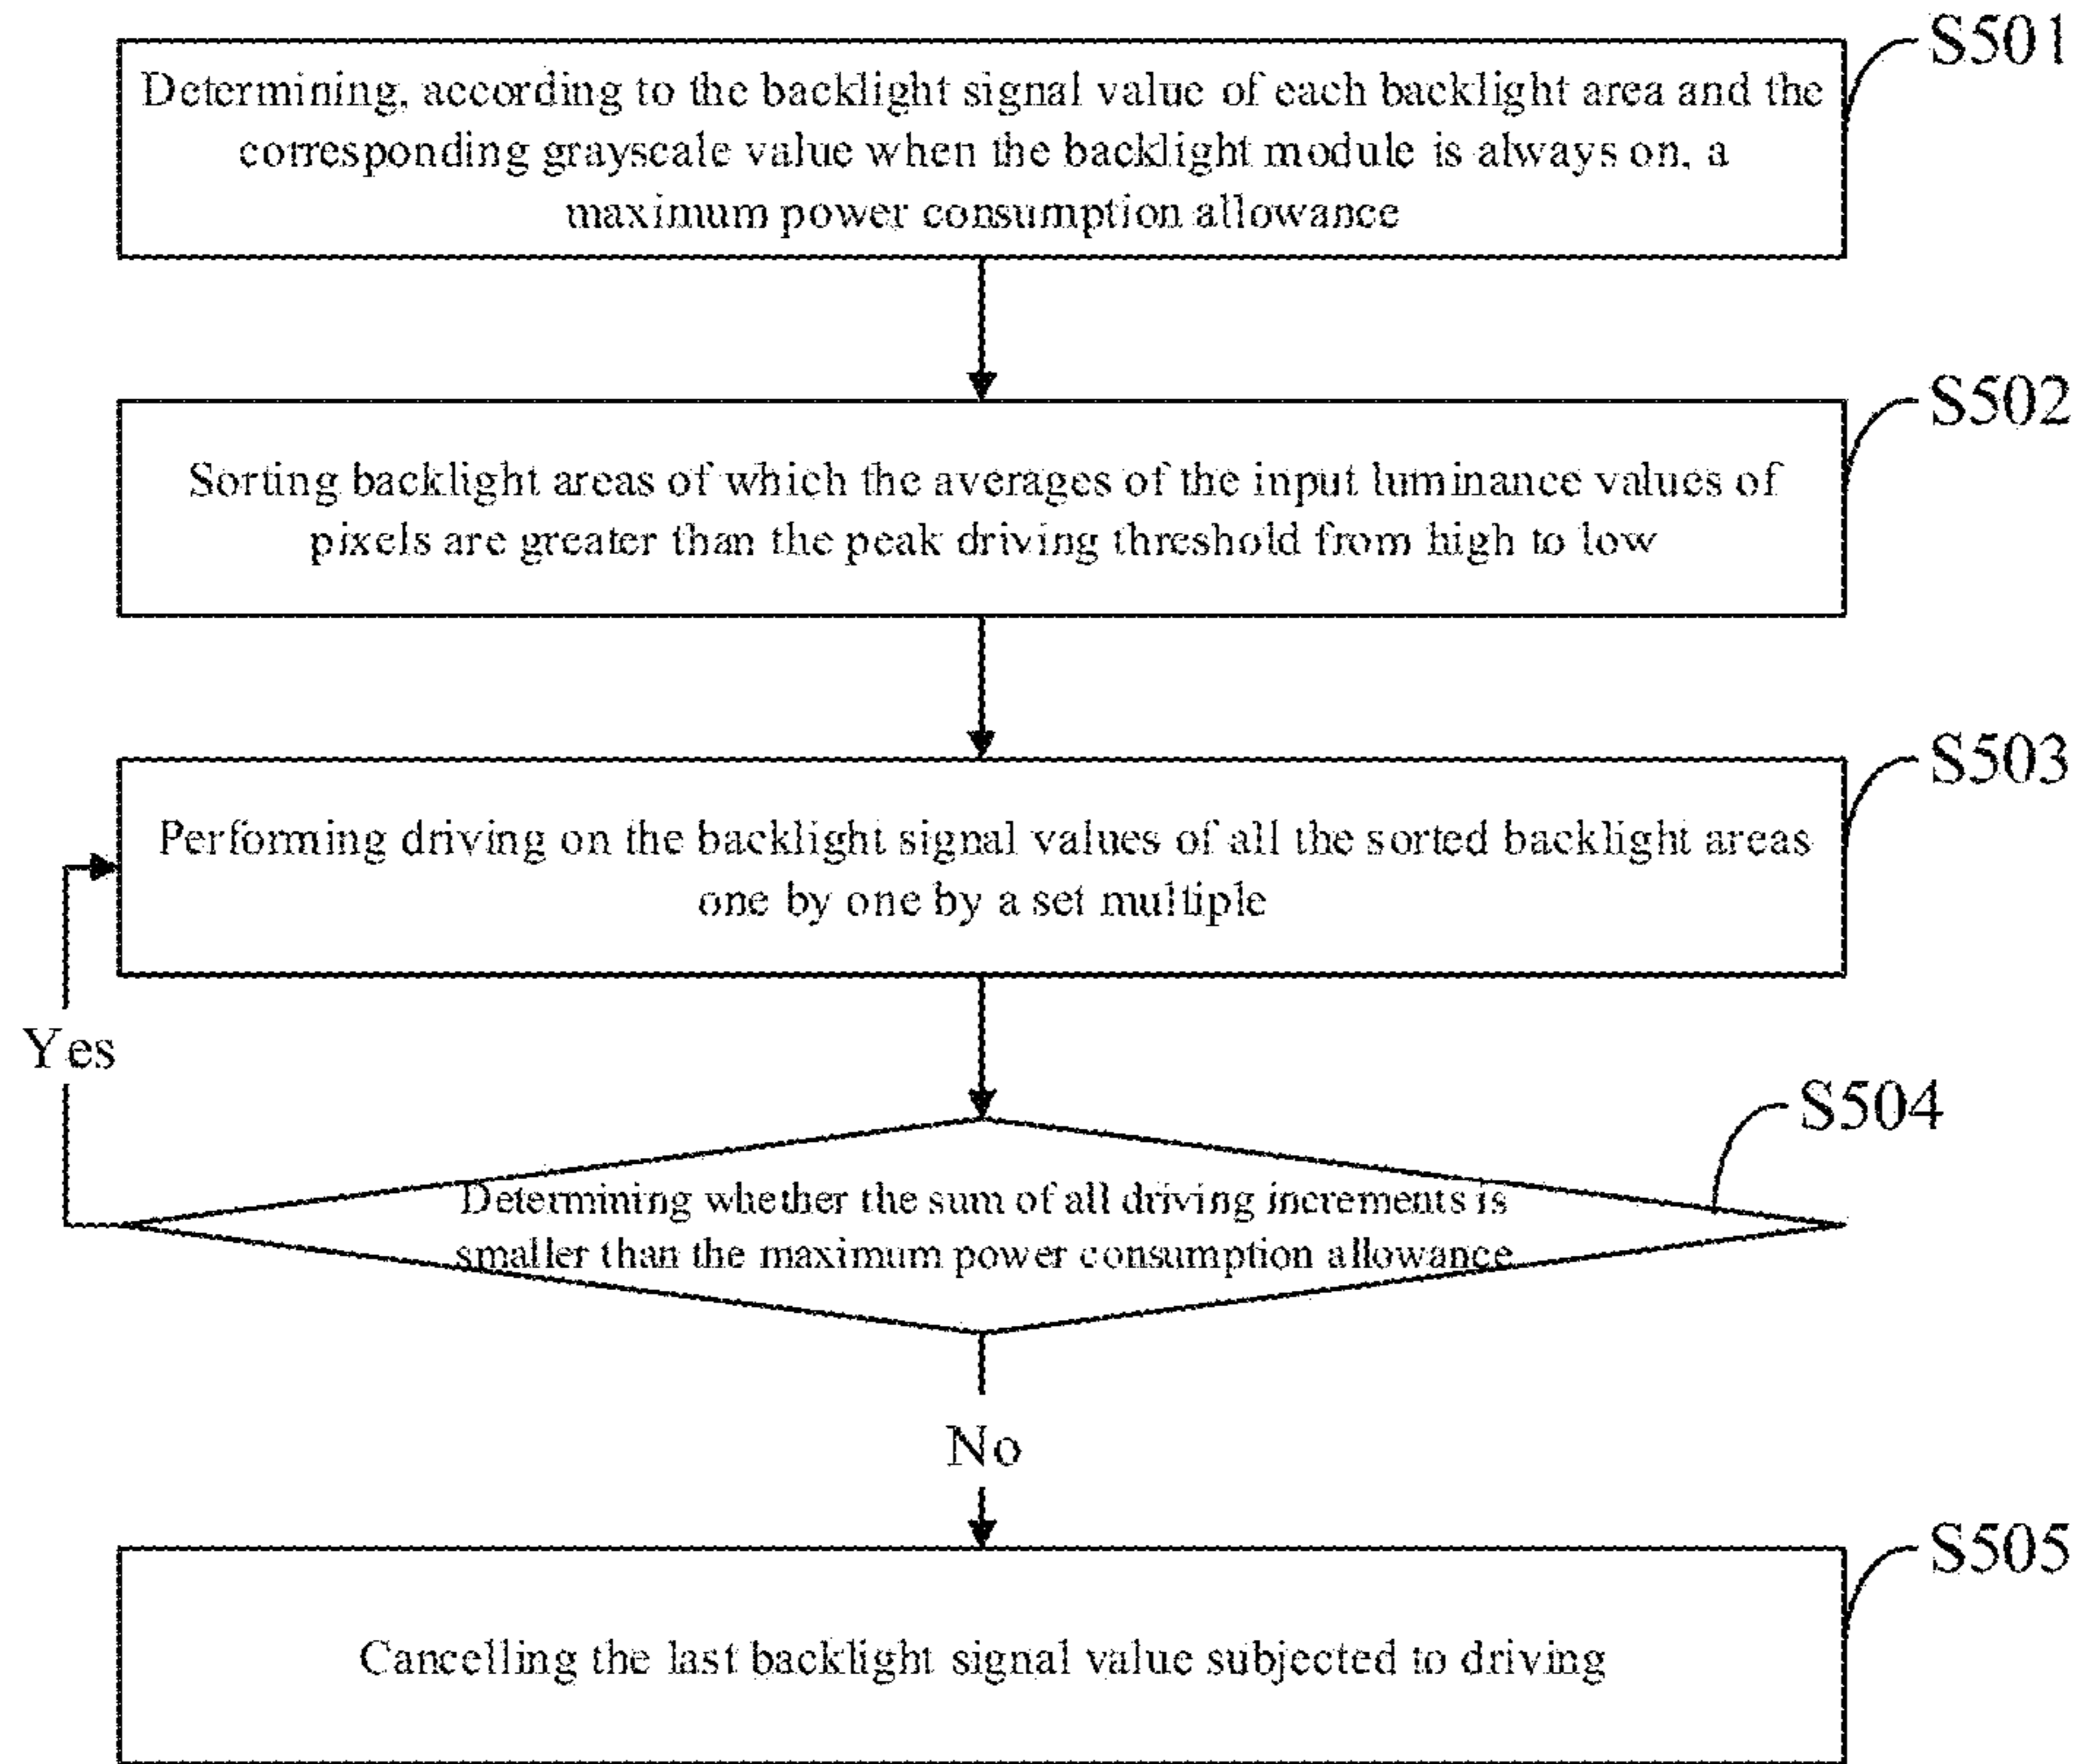 S501
Determining, according to the backlight signal value of each backlight area and the
corresponding grayscale value when the backlight module is always on, a
maximum power consumption allowance
S502
Sorting backlight areas of which the averages of the input luminance values of
pixels are greater than the peak driving threshold from high to low
S503
Performing driving on the backlight signal values of all the sorted backlight areas
one by one by a set multiple
Yes
S504
Determining whether the sum of all driving increments is
smaller than the maximum power consumption allowance
No
S505
Cancelling the last backlight signal value subjected to driving